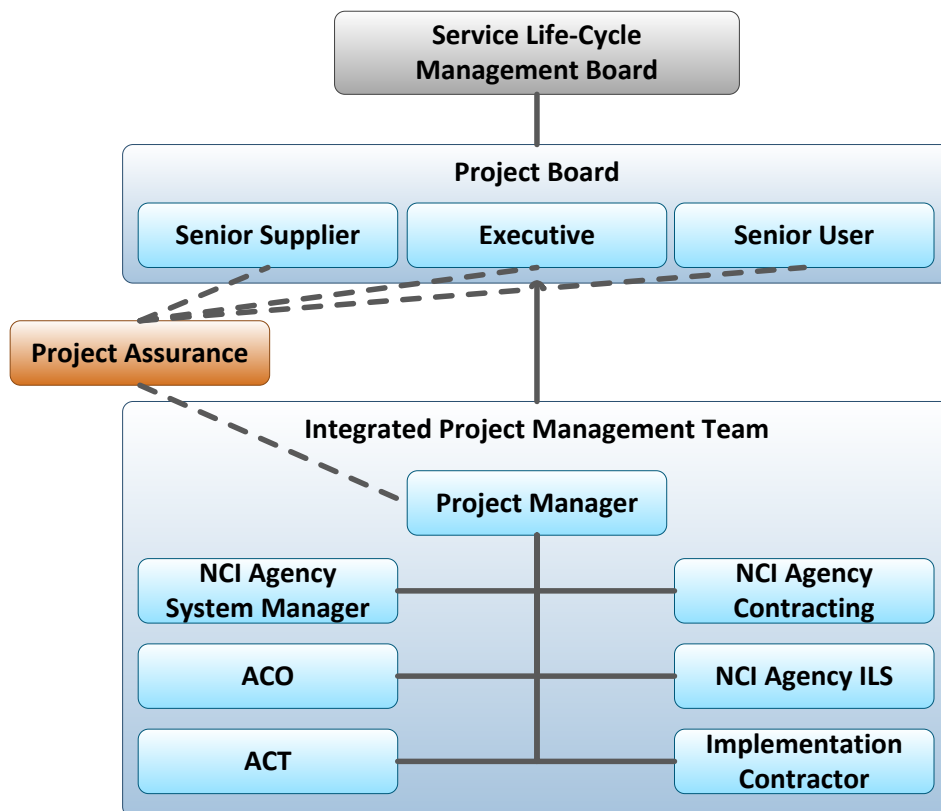 Service Life-Cycle
Management Board
Project Board
Senior Supplier
Executive
Senior User
Project Assurance
Integrated Project Management Team
Project Manager
NCI Agency
System Manager
NCI Agency
Contracting
ACO
NCI Agency ILS
ACT
Implementation
Contractor